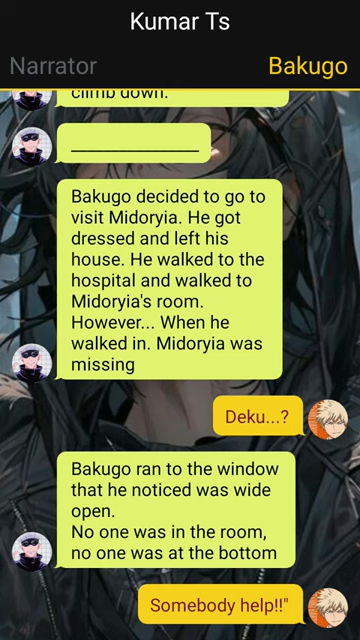 Kumar Ts
Narrator
Bakugo
climb down.
________________
Bakugo decided to go to
visit Midoryia. He got
dressed and left his
house. He walked to the
hospital and walked to
Midoryia's room.
However... When he
walked in. Midoryia was
missing
Deku...?
Bakugo ran to the window
that he noticed was wide
open.
No one was in the room,
no one was at the bottom
Somebody help!!"